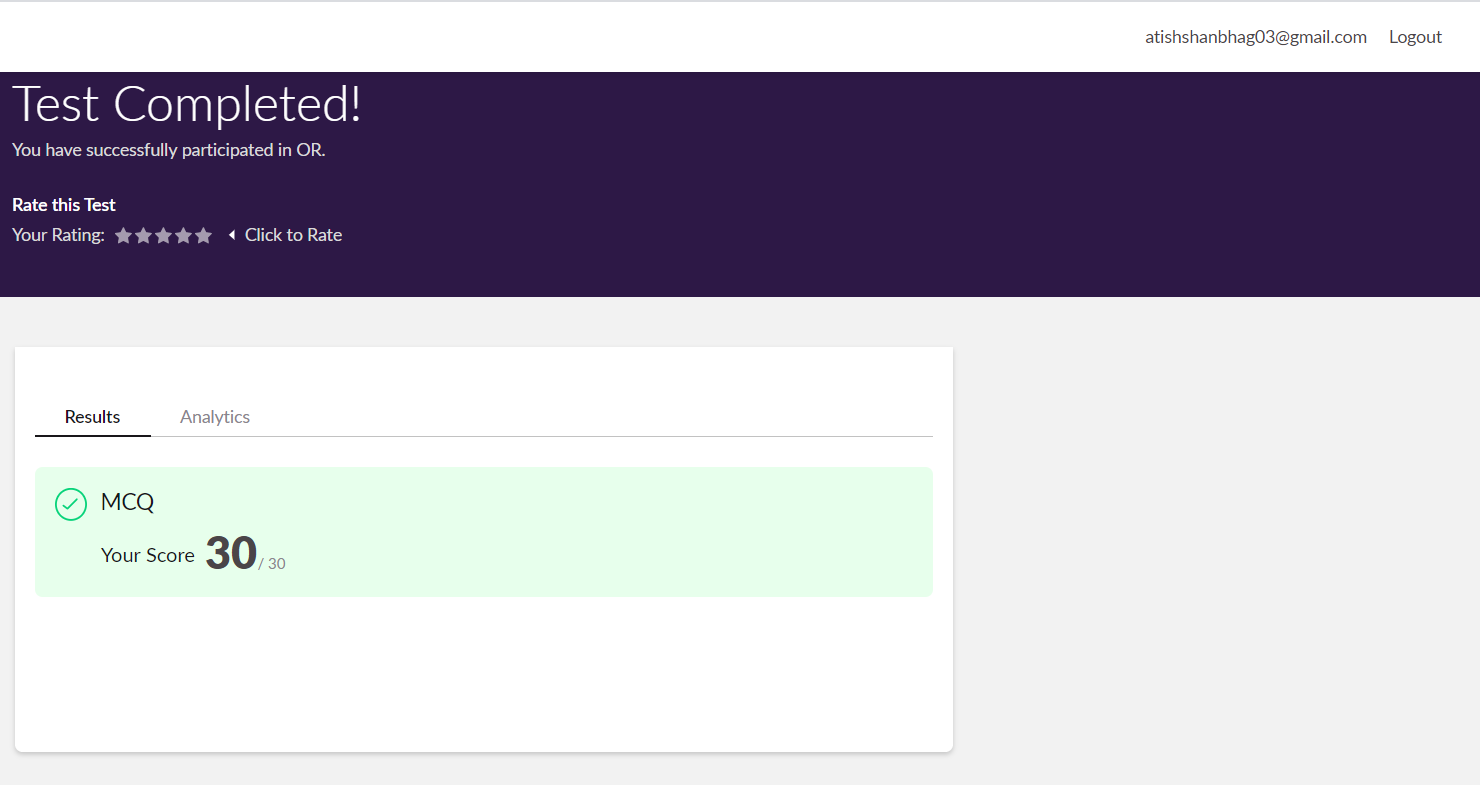 atishshanbhag03@gmail.com Logout
Test Completed!
You have successfully participated in OR.
Rate this Test
Your Rating: Click to Rate
Results Analytics
MCQ
Your Score 30 / 30